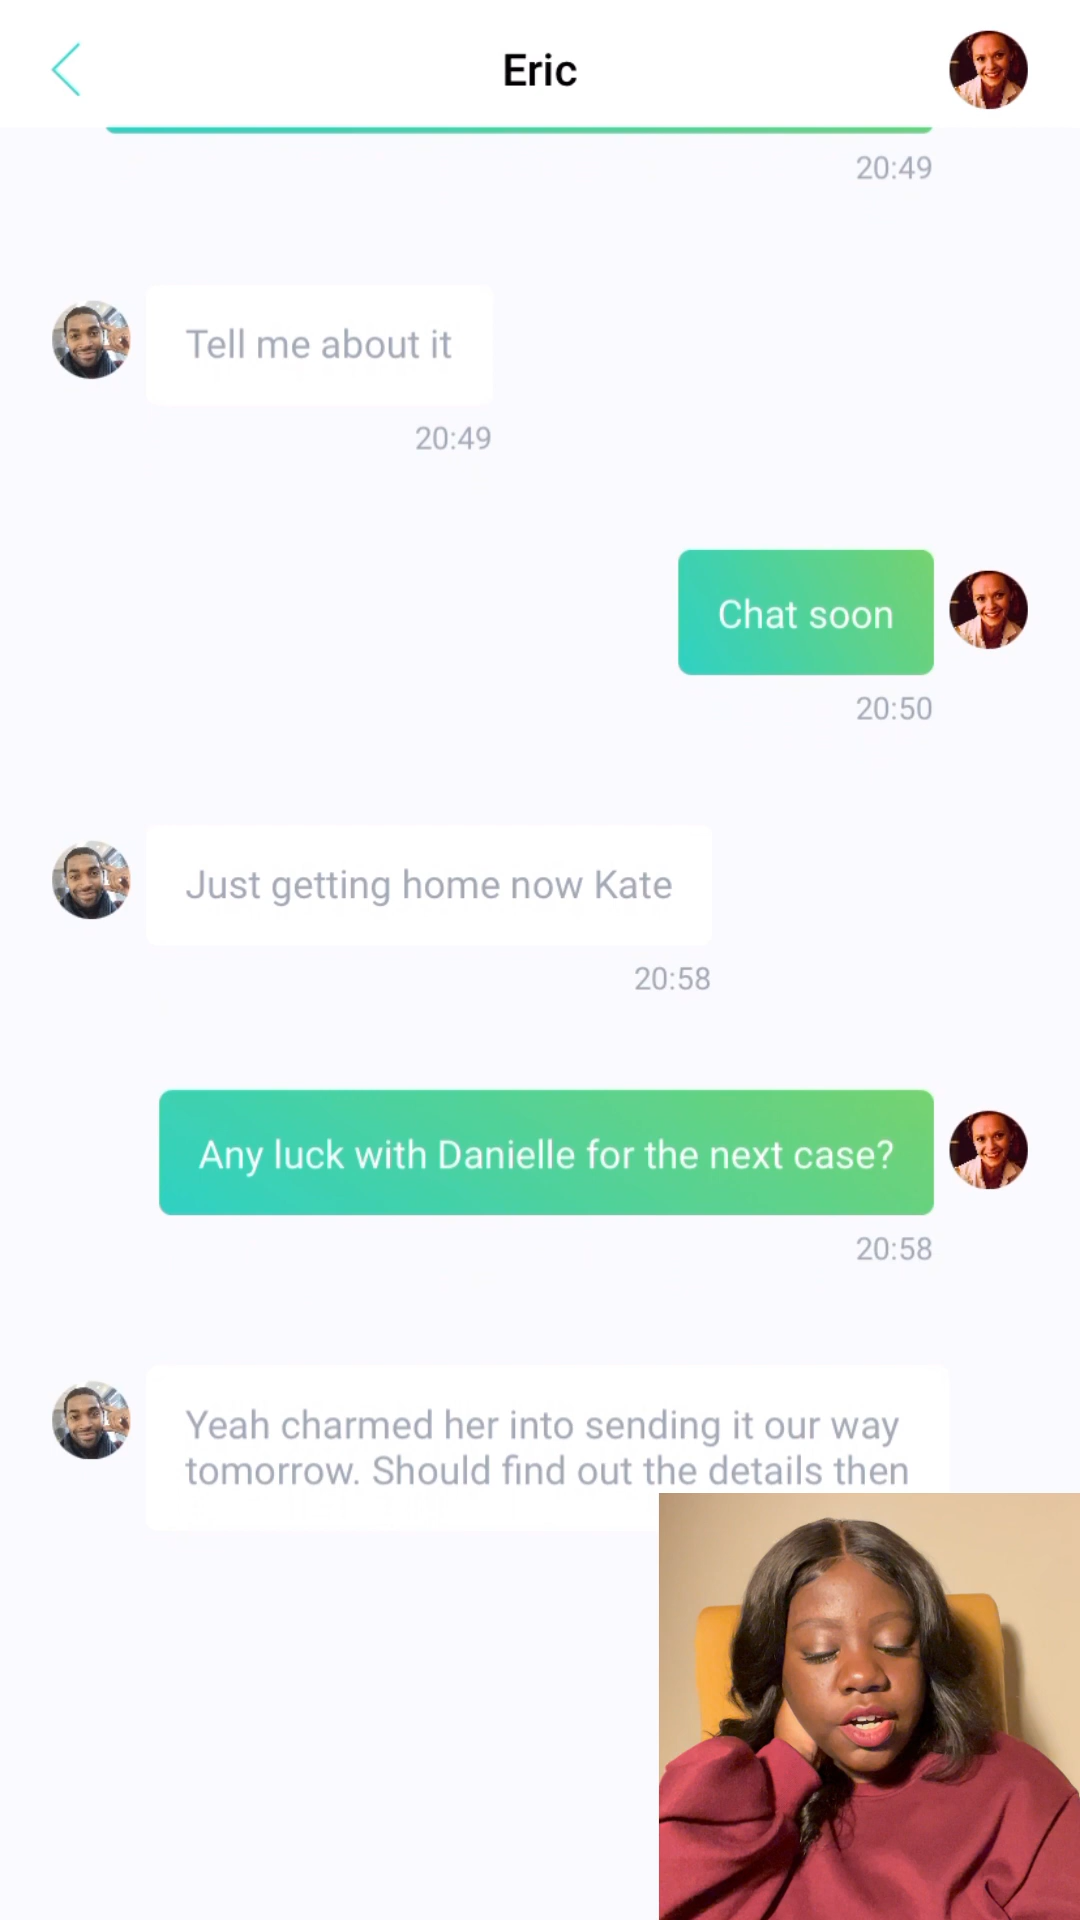 Eric
20:49
Tell me about it
20:49
Chat soon
20:50
Just getting home now Kate
20:58
Any luck with Danielle for the next case?
20:58
Yeah charmed her into sending it our way
tomorrow. Should find out the details then